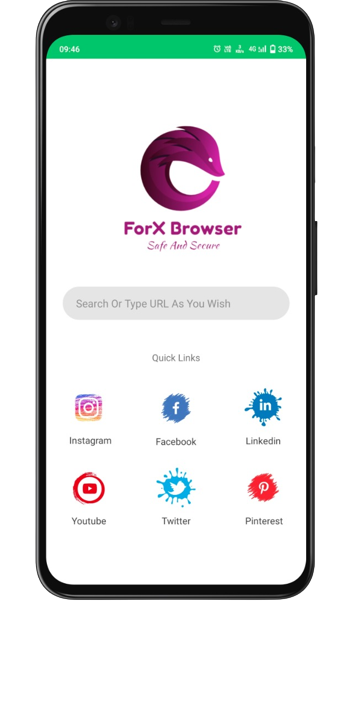 09:46
4G
33%
ForX Browser
Safe And Secure
Search Or Type URL As You Wish
Quick Links
Instagram Facebook Linkedin
Youtube Twitter Pinterest